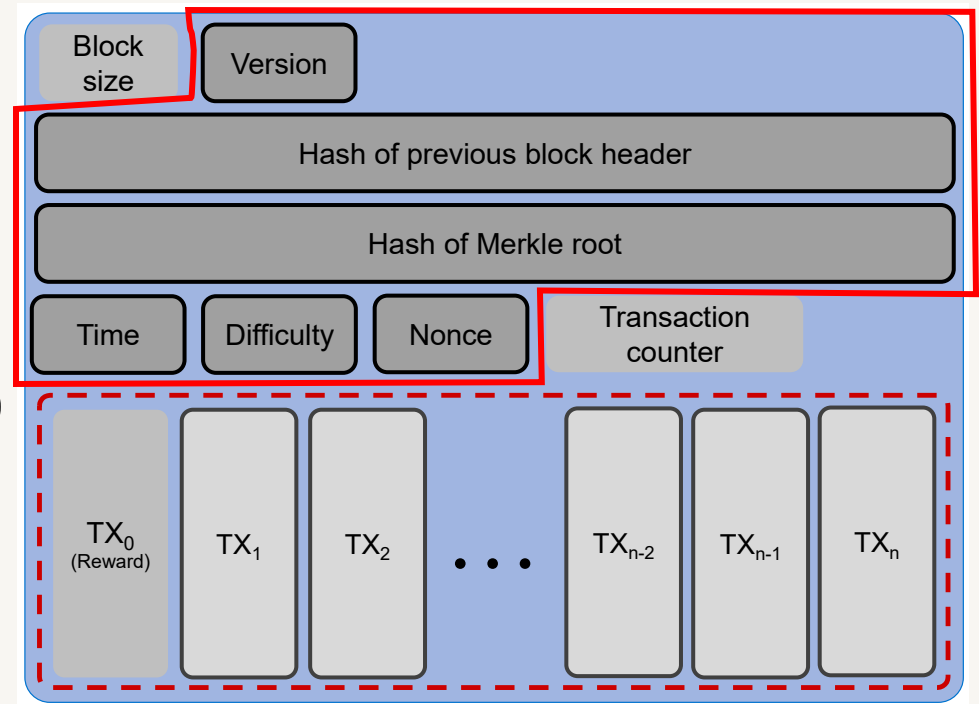 Block
size
Version
Hash of previous block header
Hash of Merkle root
Time
Difficulty
Nonce
Transaction
counter
)
TX₀
(Reward)
TX₁
TX₂
...
TXₙ₋₂
TXₙ₋₁
TXₙ